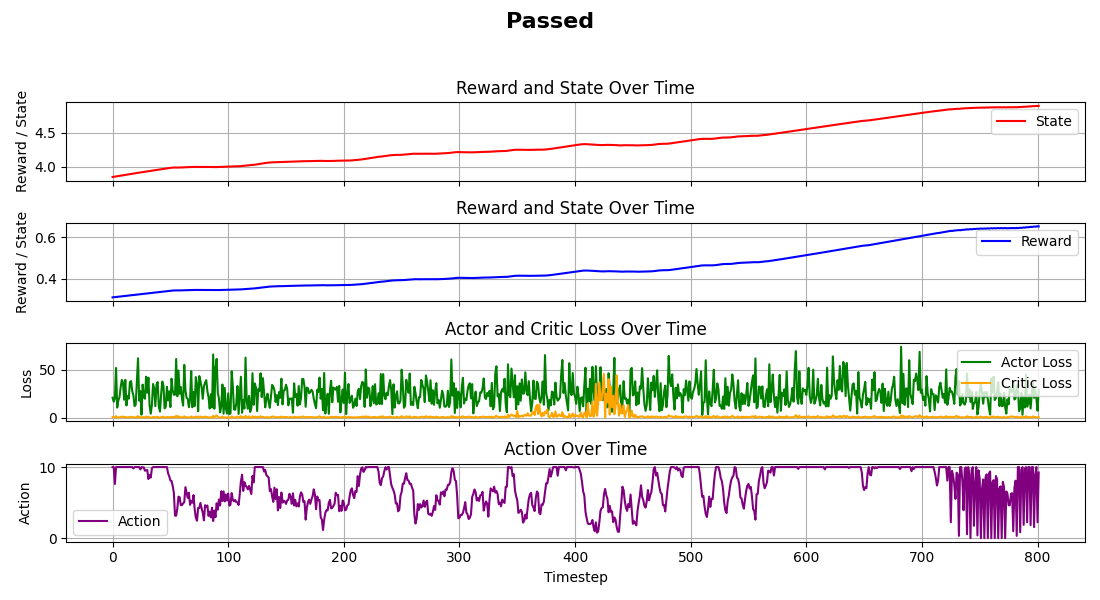 Passed
Reward and State Over Time
Reward / State
4.5
4.0
State
Reward and State Over Time
Reward / State
0.6
0.4
Reward
Actor and Critic Loss Over Time
Loss
50
0
Actor Loss
Critic Loss
Action Over Time
Action
10
0
Action
0 100 200 300 400 500 600 700 800
Timestep